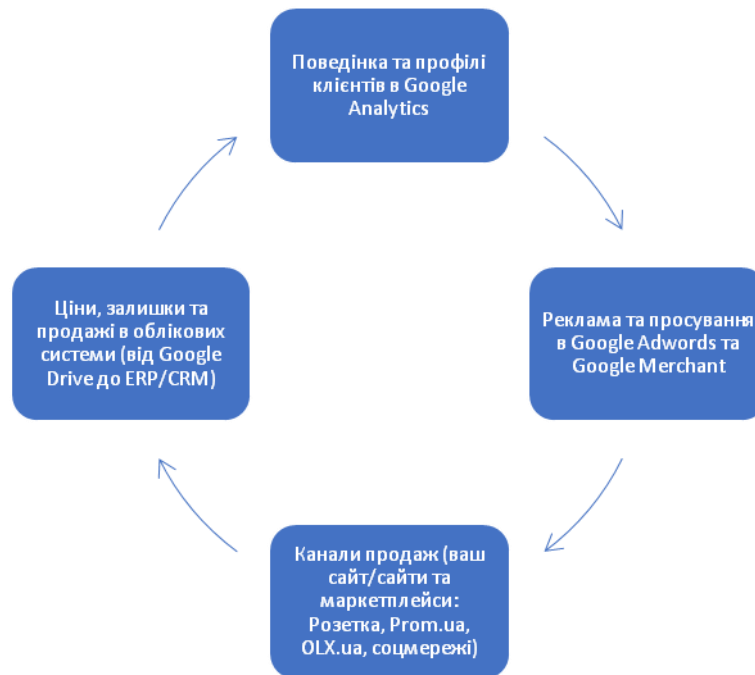 Поведінка та профілі
клієнтів в Google
Analytics
Ціни, залишки та
продажі в облікових
системи (від Google
Drive до ERP/CRM)
Реклама та просування
в Google Adwords та
Google Merchant
Канали продаж (ваш
сайт/сайти та
маркетплейси:
Розетка, Prom.ua,
OLX.ua, соцмережі)